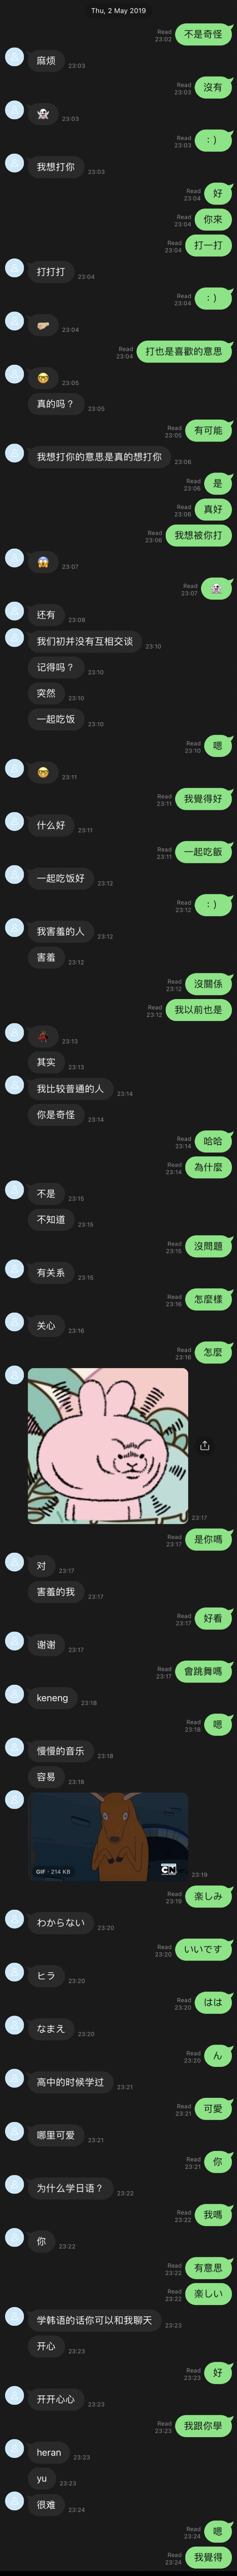 Thu, 2 May 2019
不是奇怪
Read
23:02
麻烦
23:03
沒有
Read
23:03
👻
23:03
：)
Read
23:03
我想打你
23:03
好
Read
23:04
你來
Read
23:04
打一打
Read
23:04
打打打
23:04
：)
Read
23:04
🤛🏼
23:04
打也是喜歡的意思
Read
23:04
🤓
23:05
真的吗？
23:05
有可能
Read
23:05
我想打你的意思是真的想打你
23:06
是
Read
23:06
真好
Read
23:06
我想被你打
Read
23:06
😱
23:07
👻
Read
23:07
还有
23:08
我们初并没有互相交谈
23:10
记得吗？
23:10
突然
23:10
一起吃饭
23:10
嗯
Read
23:10
🤓
23:11
我覺得好
Read
23:11
什么好
23:11
一起吃飯
Read
23:11
一起吃饭好
23:12
：)
Read
23:12
我害羞的人
23:12
害羞
23:12
沒關係
Read
23:12
我以前也是
Read
23:12
23:13
其实
23:13
我比较普通的人
23:14
你是奇怪
23:14
哈哈
Read
23:14
為什麼
Read
23:14
不是
23:15
不知道
23:15
沒問題
Read
23:15
有关系
23:15
怎麼樣
Read
23:16
关心
23:16
怎麼
Read
23:16
23:17
是你嗎
Read
23:17
对
23:17
害羞的我
23:17
好看
Read
23:17
谢谢
23:17
會跳舞嗎
Read
23:17
keneng
23:18
嗯
Read
23:18
慢慢的音乐
23:18
容易
23:18
GIF · 214 KB
CN
23:19
楽しみ
Read
23:19
わからない
23:20
いいです
Read
23:20
ヒラ
23:20
はは
Read
23:20
なまえ
23:20
ん
Read
23:20
高中的时候学过
23:21
可愛
Read
23:21
哪里可爱
23:21
你
Read
23:21
为什么学日语？
23:22
我嗎
Read
23:22
你
23:22
有意思
Read
23:22
楽しい
Read
23:22
学韩语的话你可以和我聊天
23:23
开心
23:23
好
Read
23:23
开开心心
23:23
我跟你學
Read
23:23
heran
23:23
yu
23:23
很难
23:24
嗯
Read
23:24
我覺得
Read
23:24